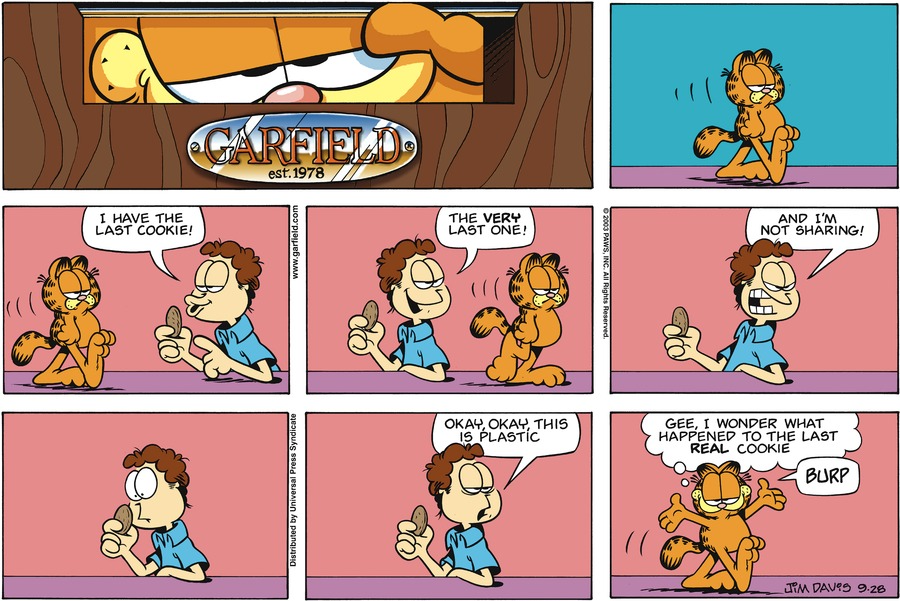 GARFIELD®
est. 1978
I HAVE THE
LAST COOKIE!
www.garfield.com
THE VERY
LAST ONE!
© 2003 PAWS, INC. All Rights Reserved.
AND I'M
NOT SHARING!
Distributed by Universal Press Syndicate
OKAY, OKAY, THIS
IS PLASTIC
GEE, I WONDER WHAT
HAPPENED TO THE LAST
REAL COOKIE
BURP
JIM DAVIS 9·28